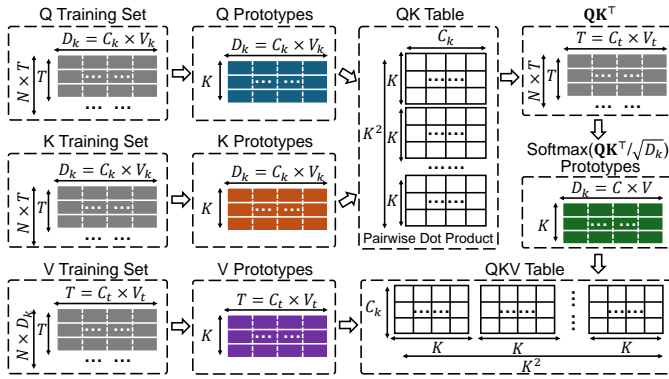 Q Training Set
D_k = C_k × V_k
N × T
T
... ...
... ...
Q Prototypes
D_k = C_k × V_k
K
... ...
QK Table
C_k
K^2
K
......
K
......
......
K
......
Pairwise Dot Product
QK^⊤
T = C_t × V_t
N × T
T
... ...
... ...
K Training Set
D_k = C_k × V_k
N × T
T
... ...
... ...
K Prototypes
D_k = C_k × V_k
K
... ...
Softmax(QK^⊤/√D_k)
Prototypes
D_k = C × V
K
... ...
V Training Set
T = C_t × V_t
N × D_k
T
... ...
... ...
V Prototypes
T = C_t × V_t
K
... ...
QKV Table
C_k
......
......
......
K
K
K
K^2